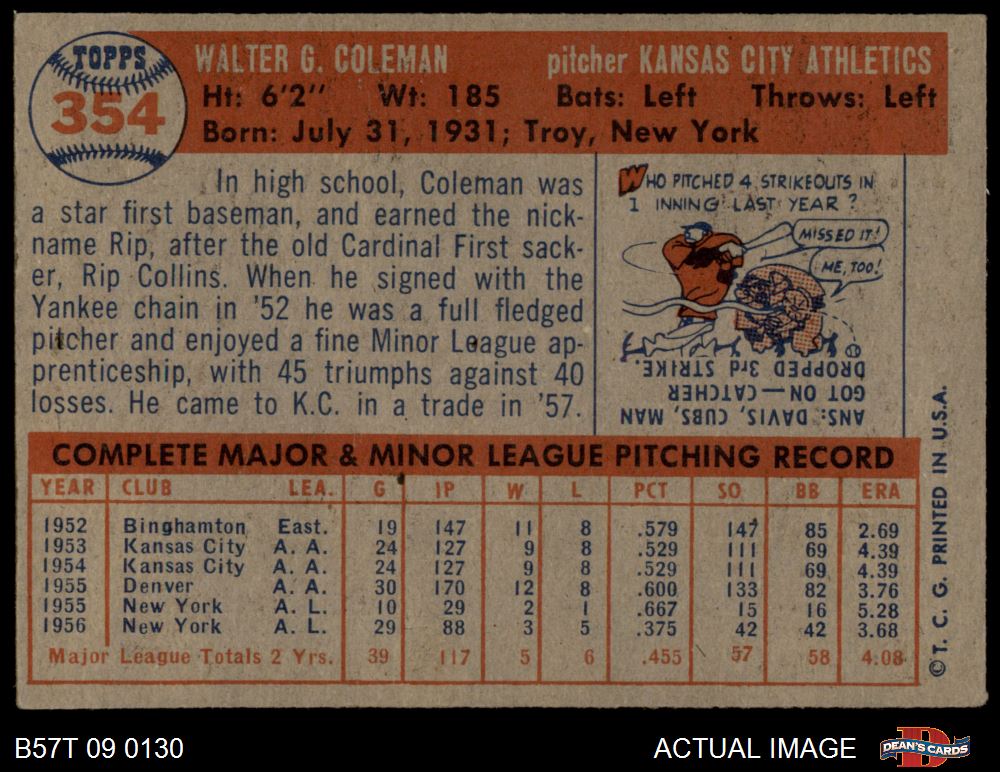 TOPPS
354
WALTER G. COLEMAN pitcher KANSAS CITY ATHLETICS
Ht: 6'2" Wt: 185 Bats: Left Throws: Left
Born: July 31, 1931; Troy, New York
In high school, Coleman was
a star first baseman, and earned the nick-
name Rip, after the old Cardinal First sack-
er, Rip Collins. When he signed with the
Yankee chain in '52 he was a full fledged
pitcher and enjoyed a fine Minor League ap-
prenticeship, with 45 triumphs against 40
losses. He came to K.C. in a trade in '57.
WHO PITCHED 4 STRIKEOUTS IN
1 INNING LAST YEAR?
MISSED IT!
ME, TOO!
ANS: DAVIS, CUBS, MAN
GOT ON—CATCHER
DROPPED 3rd STRIKE.
COMPLETE MAJOR & MINOR LEAGUE PITCHING RECORD
YEAR CLUB LEA. G IP W L PCT SO BB ERA
1952 Binghamton East. 19 147 11 8 .579 147 85 2.69
1953 Kansas City A. A. 24 127 9 8 .529 111 69 4.39
1954 Kansas City A. A. 24 127 9 8 .529 111 69 4.39
1955 Denver A. A. 30 170 12 8 .600 133 82 3.76
1955 New York A. L. 10 29 2 1 .667 15 16 5.28
1956 New York A. L. 29 88 3 5 .375 42 42 3.68
Major League Totals 2 Yrs. 39 117 5 6 .455 57 58 4.08
© T. C. G. PRINTED IN U.S.A.
B57T 09 0130 ACTUAL IMAGE
DEAN'S CARDS